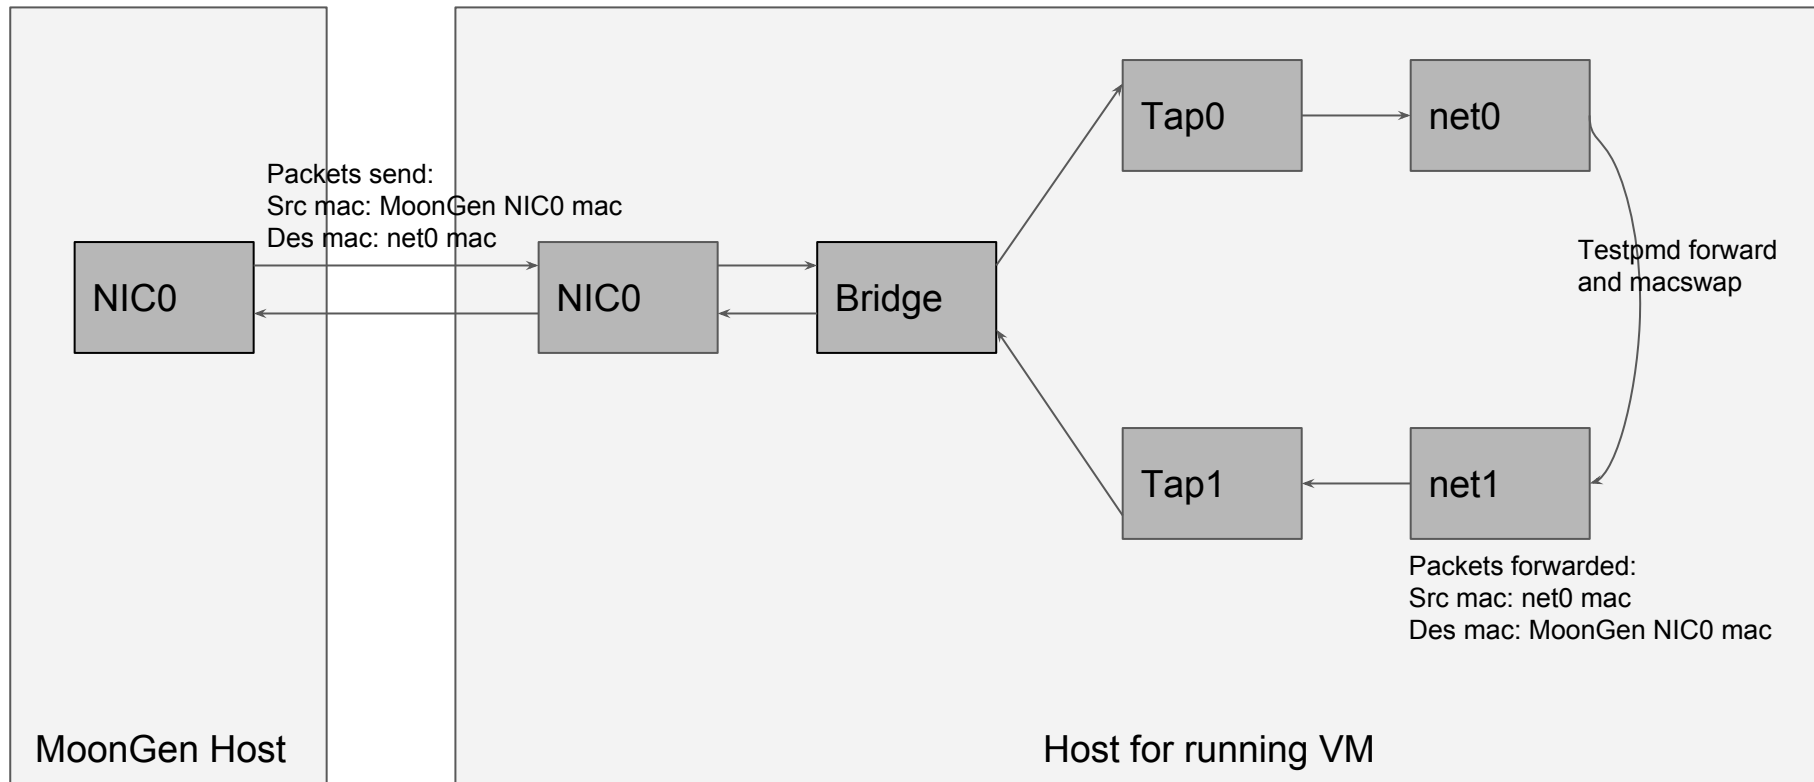 Tap0
net0
Packets send:
Src mac: MoonGen NIC0 mac
Des mac: net0 mac
NIC0
NIC0
Bridge
Testpmd forward
and macswap
Tap1
net1
Packets forwarded:
Src mac: net0 mac
Des mac: MoonGen NIC0 mac
MoonGen Host
Host for running VM